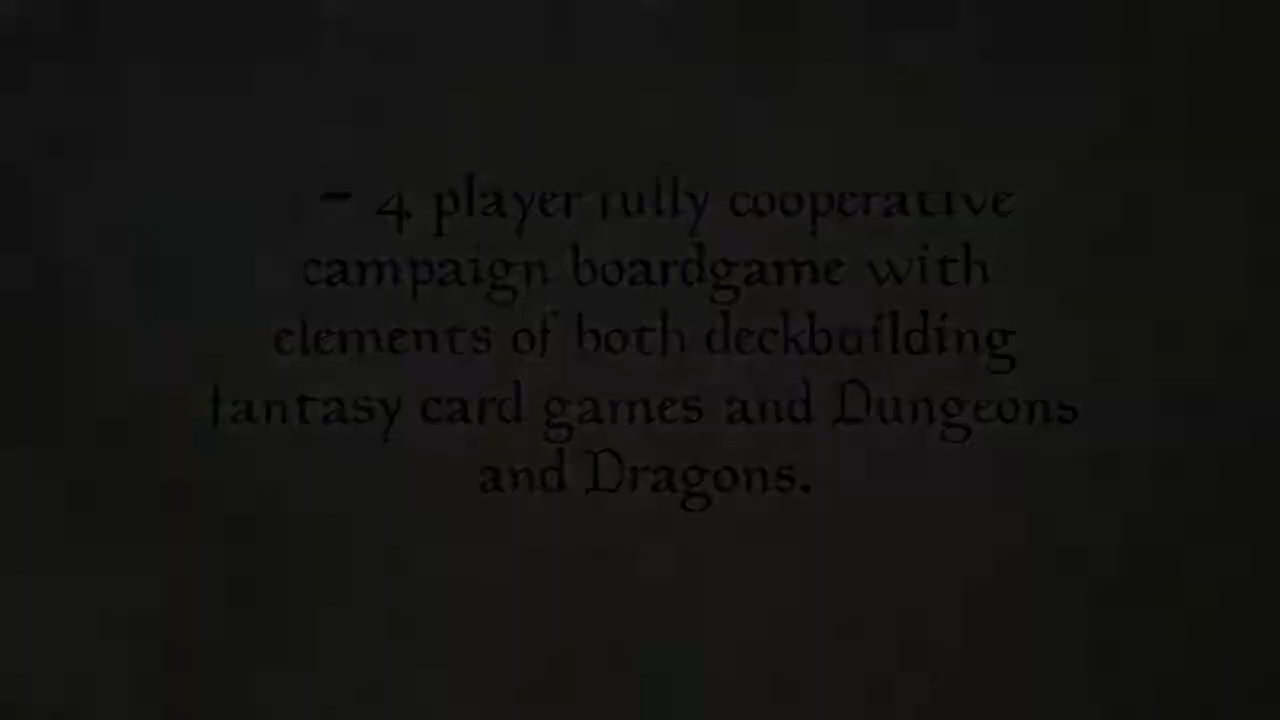 - 4 player fully cooperative
campaign boardgame with
elements of both deckbuilding
fantasy card games and Dungeons
and Dragons.